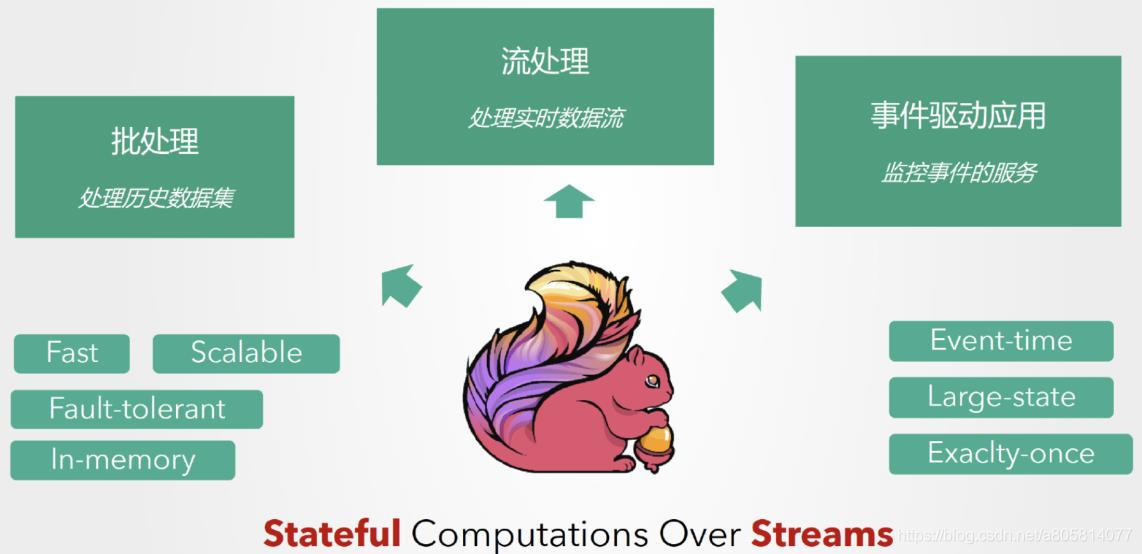 流处理
处理实时数据流
批处理
处理历史数据集
事件驱动应用
监控事件的服务
Fast
Scalable
Fault-tolerant
In-memory
Event-time
Large-state
Exaclty-once
Stateful Computations Over Streams
https://blog.csdn.net/a805814077